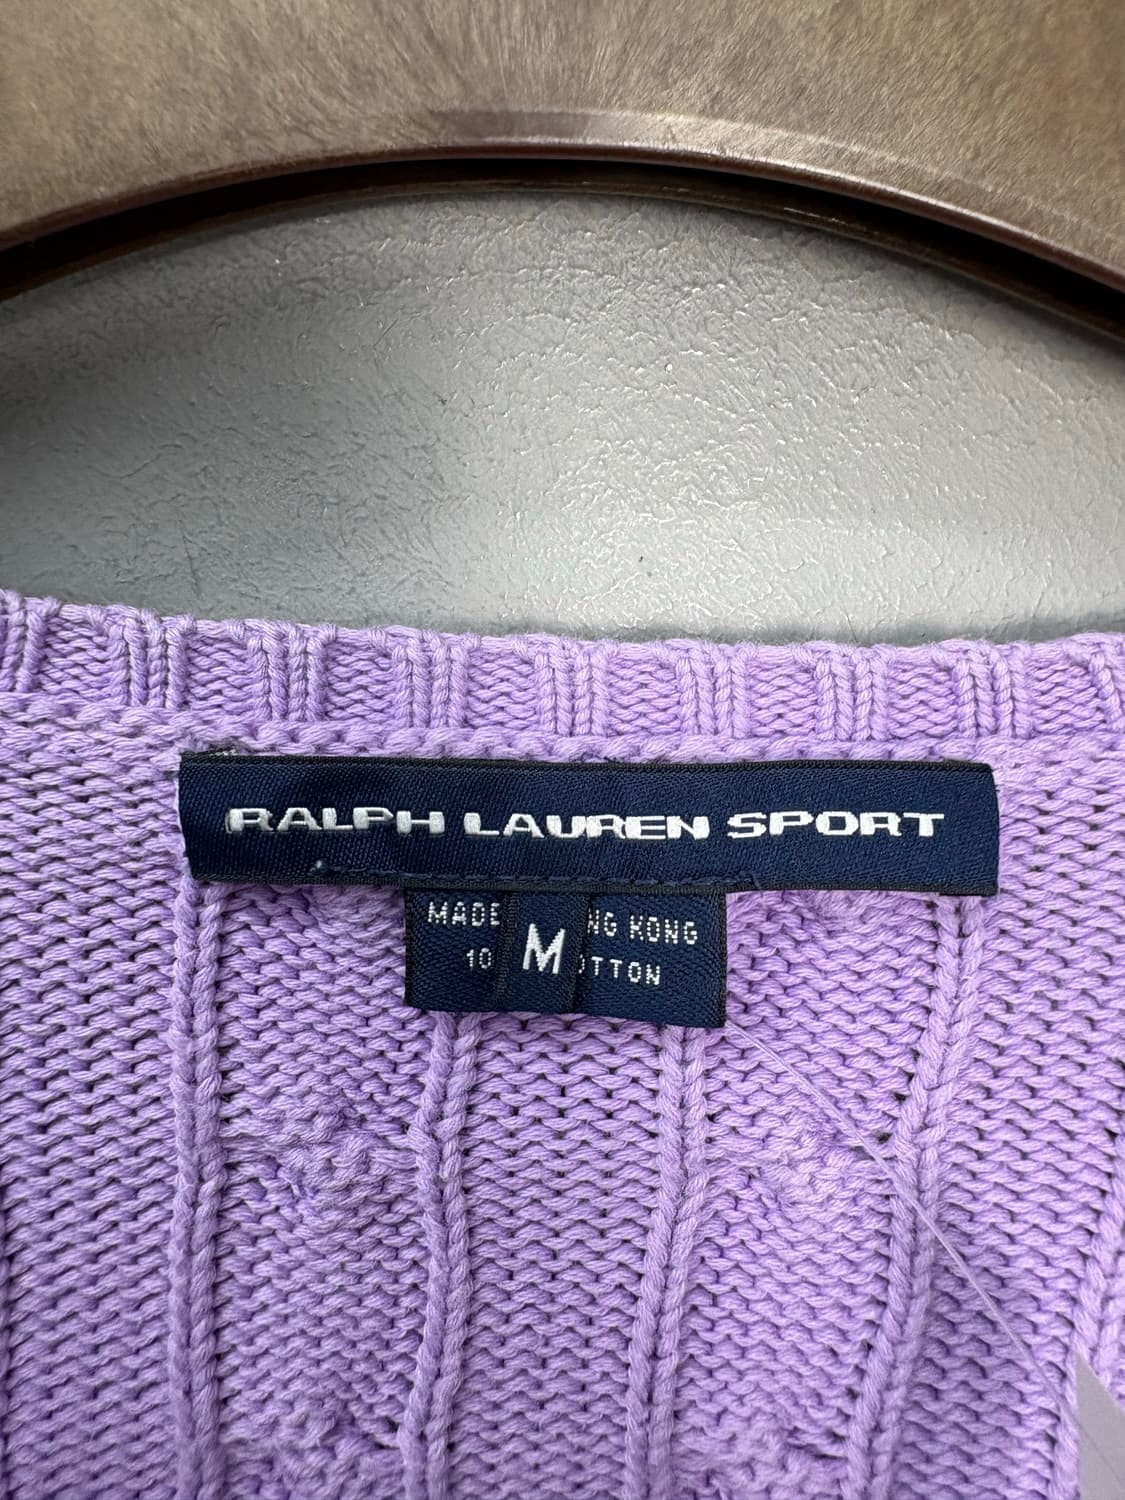 RALPH LAUREN SPORT
MADE NG KONG
10 M OTTON